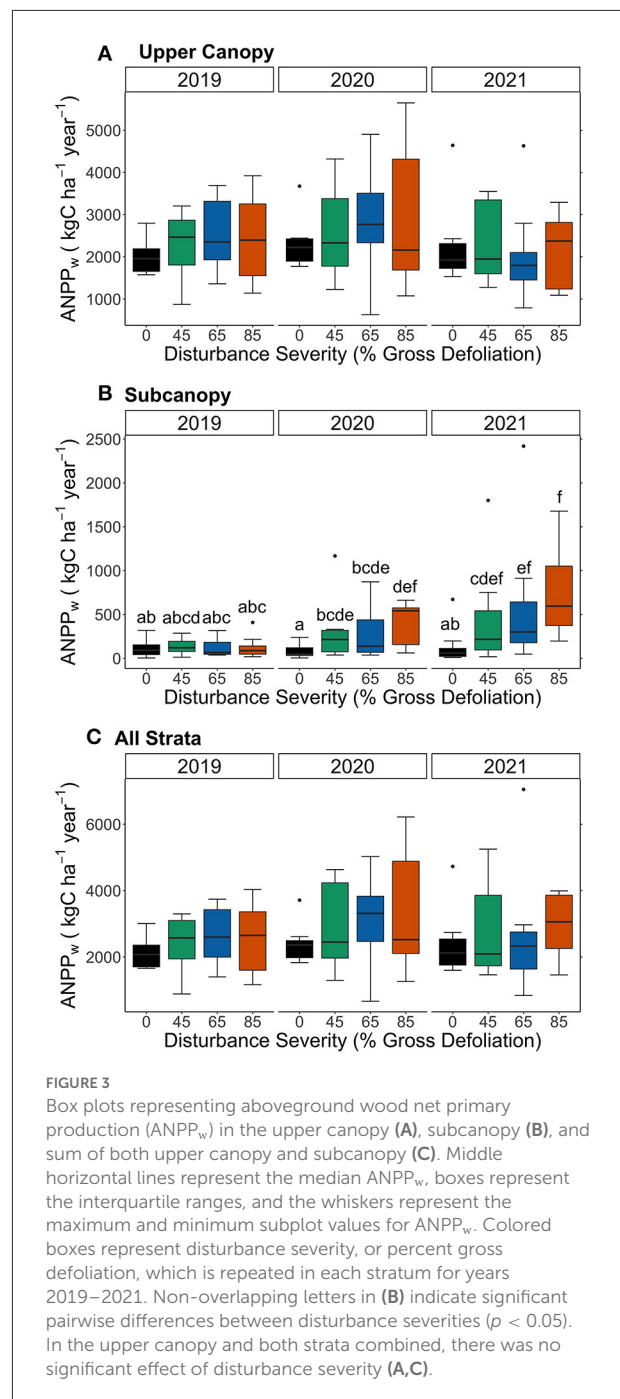 A Upper Canopy
2019 2020 2021
ANPPw ( kgC ha−1 year−1)
5000
4000
3000
2000
1000
0 45 65 85 0 45 65 85 0 45 65 85
Disturbance Severity (% Gross Defoliation)
B Subcanopy
2019 2020 2021
ANPPw ( kgC ha−1 year−1)
2500
2000
1500
1000
500
0
ab abcd abc abc a bcde bcde def ab cdef ef f
0 45 65 85 0 45 65 85 0 45 65 85
Disturbance Severity (% Gross Defoliation)
C All Strata
2019 2020 2021
ANPPw ( kgC ha−1 year−1)
6000
4000
2000
0 45 65 85 0 45 65 85 0 45 65 85
Disturbance Severity (% Gross Defoliation)
FIGURE 3
Box plots representing aboveground wood net primary
production (ANPPw) in the upper canopy (A), subcanopy (B), and
sum of both upper canopy and subcanopy (C). Middle
horizontal lines represent the median ANPPw, boxes represent
the interquartile ranges, and the whiskers represent the
maximum and minimum subplot values for ANPPw. Colored
boxes represent disturbance severity, or percent gross
defoliation, which is repeated in each stratum for years
2019–2021. Non-overlapping letters in (B) indicate significant
pairwise differences between disturbance severities (p < 0.05).
In the upper canopy and both strata combined, there was no
significant effect of disturbance severity (A,C).